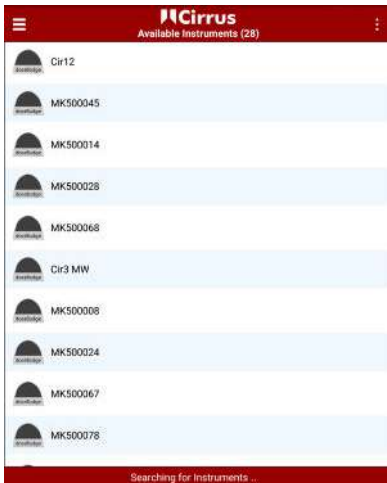 Cirrus
Available Instruments (28)
Cir12
MK500045
MK500014
MK500028
MK500068
Cir3 MW
MK500008
MK500024
MK500067
MK500078
Searching for Instruments ..